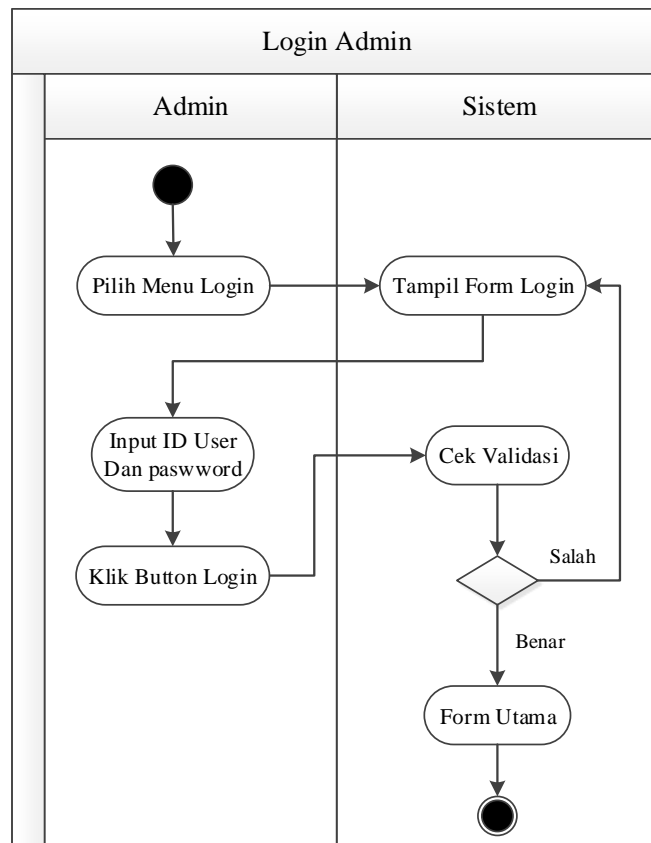 Login Admin
Admin
Sistem
Pilih Menu Login
Tampil Form Login
Input ID User
Dan paswword
Cek Validasi
Klik Button Login
Salah
Benar
Form Utama